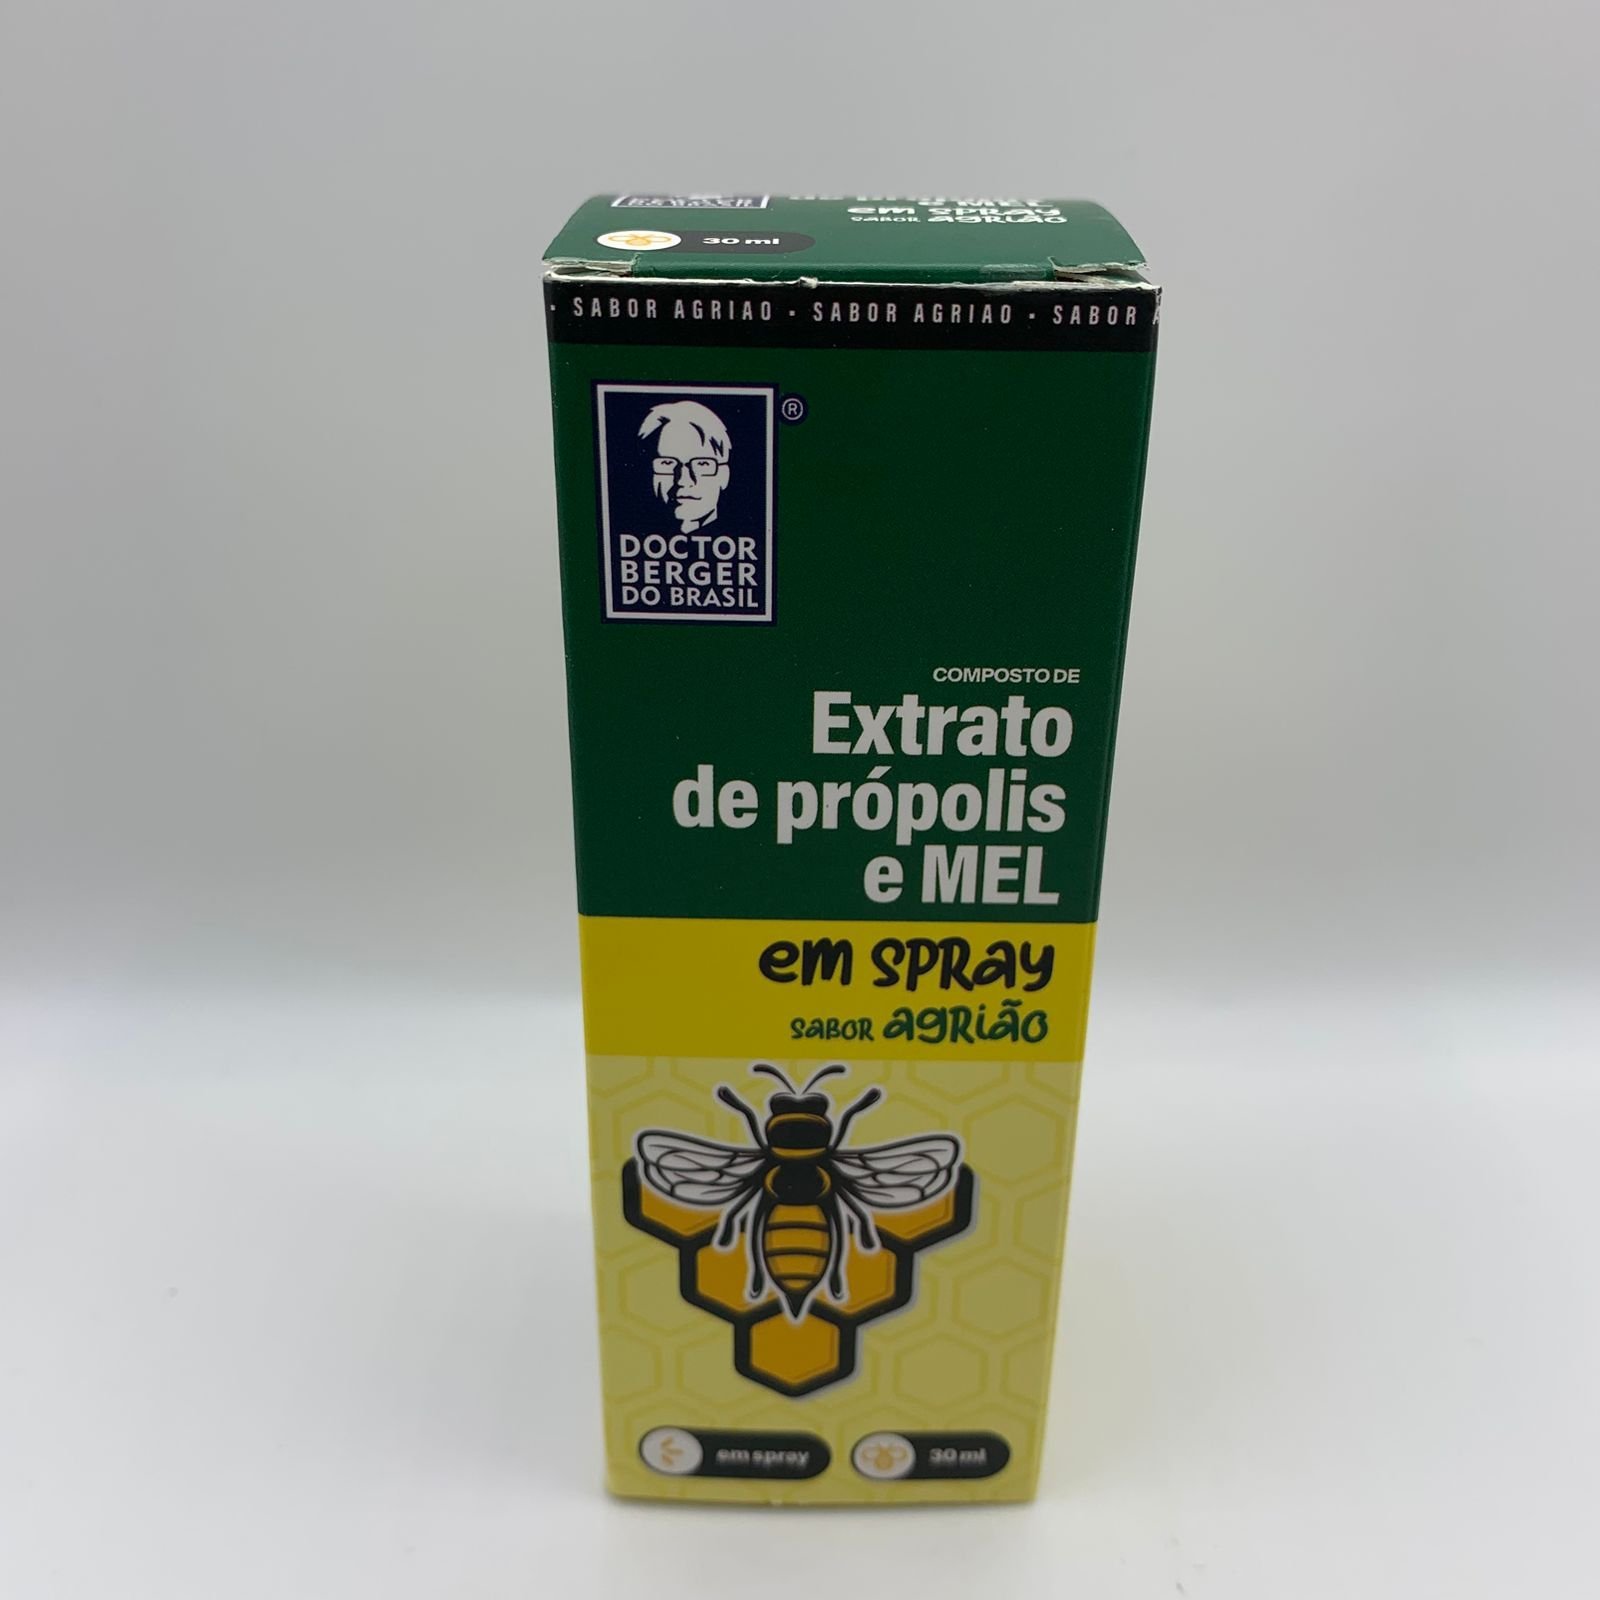 e MEL
em SPRay
SaBOR agRião
30 ml
· SABOR AGRIAO · SABOR AGRIAO · SABOR
®
DOCTOR
BERGER
DO BRASIL
COMPOSTO DE
Extrato
de própolis
e MEL
em SPRay
SaBOR agRião
em spray
30 ml